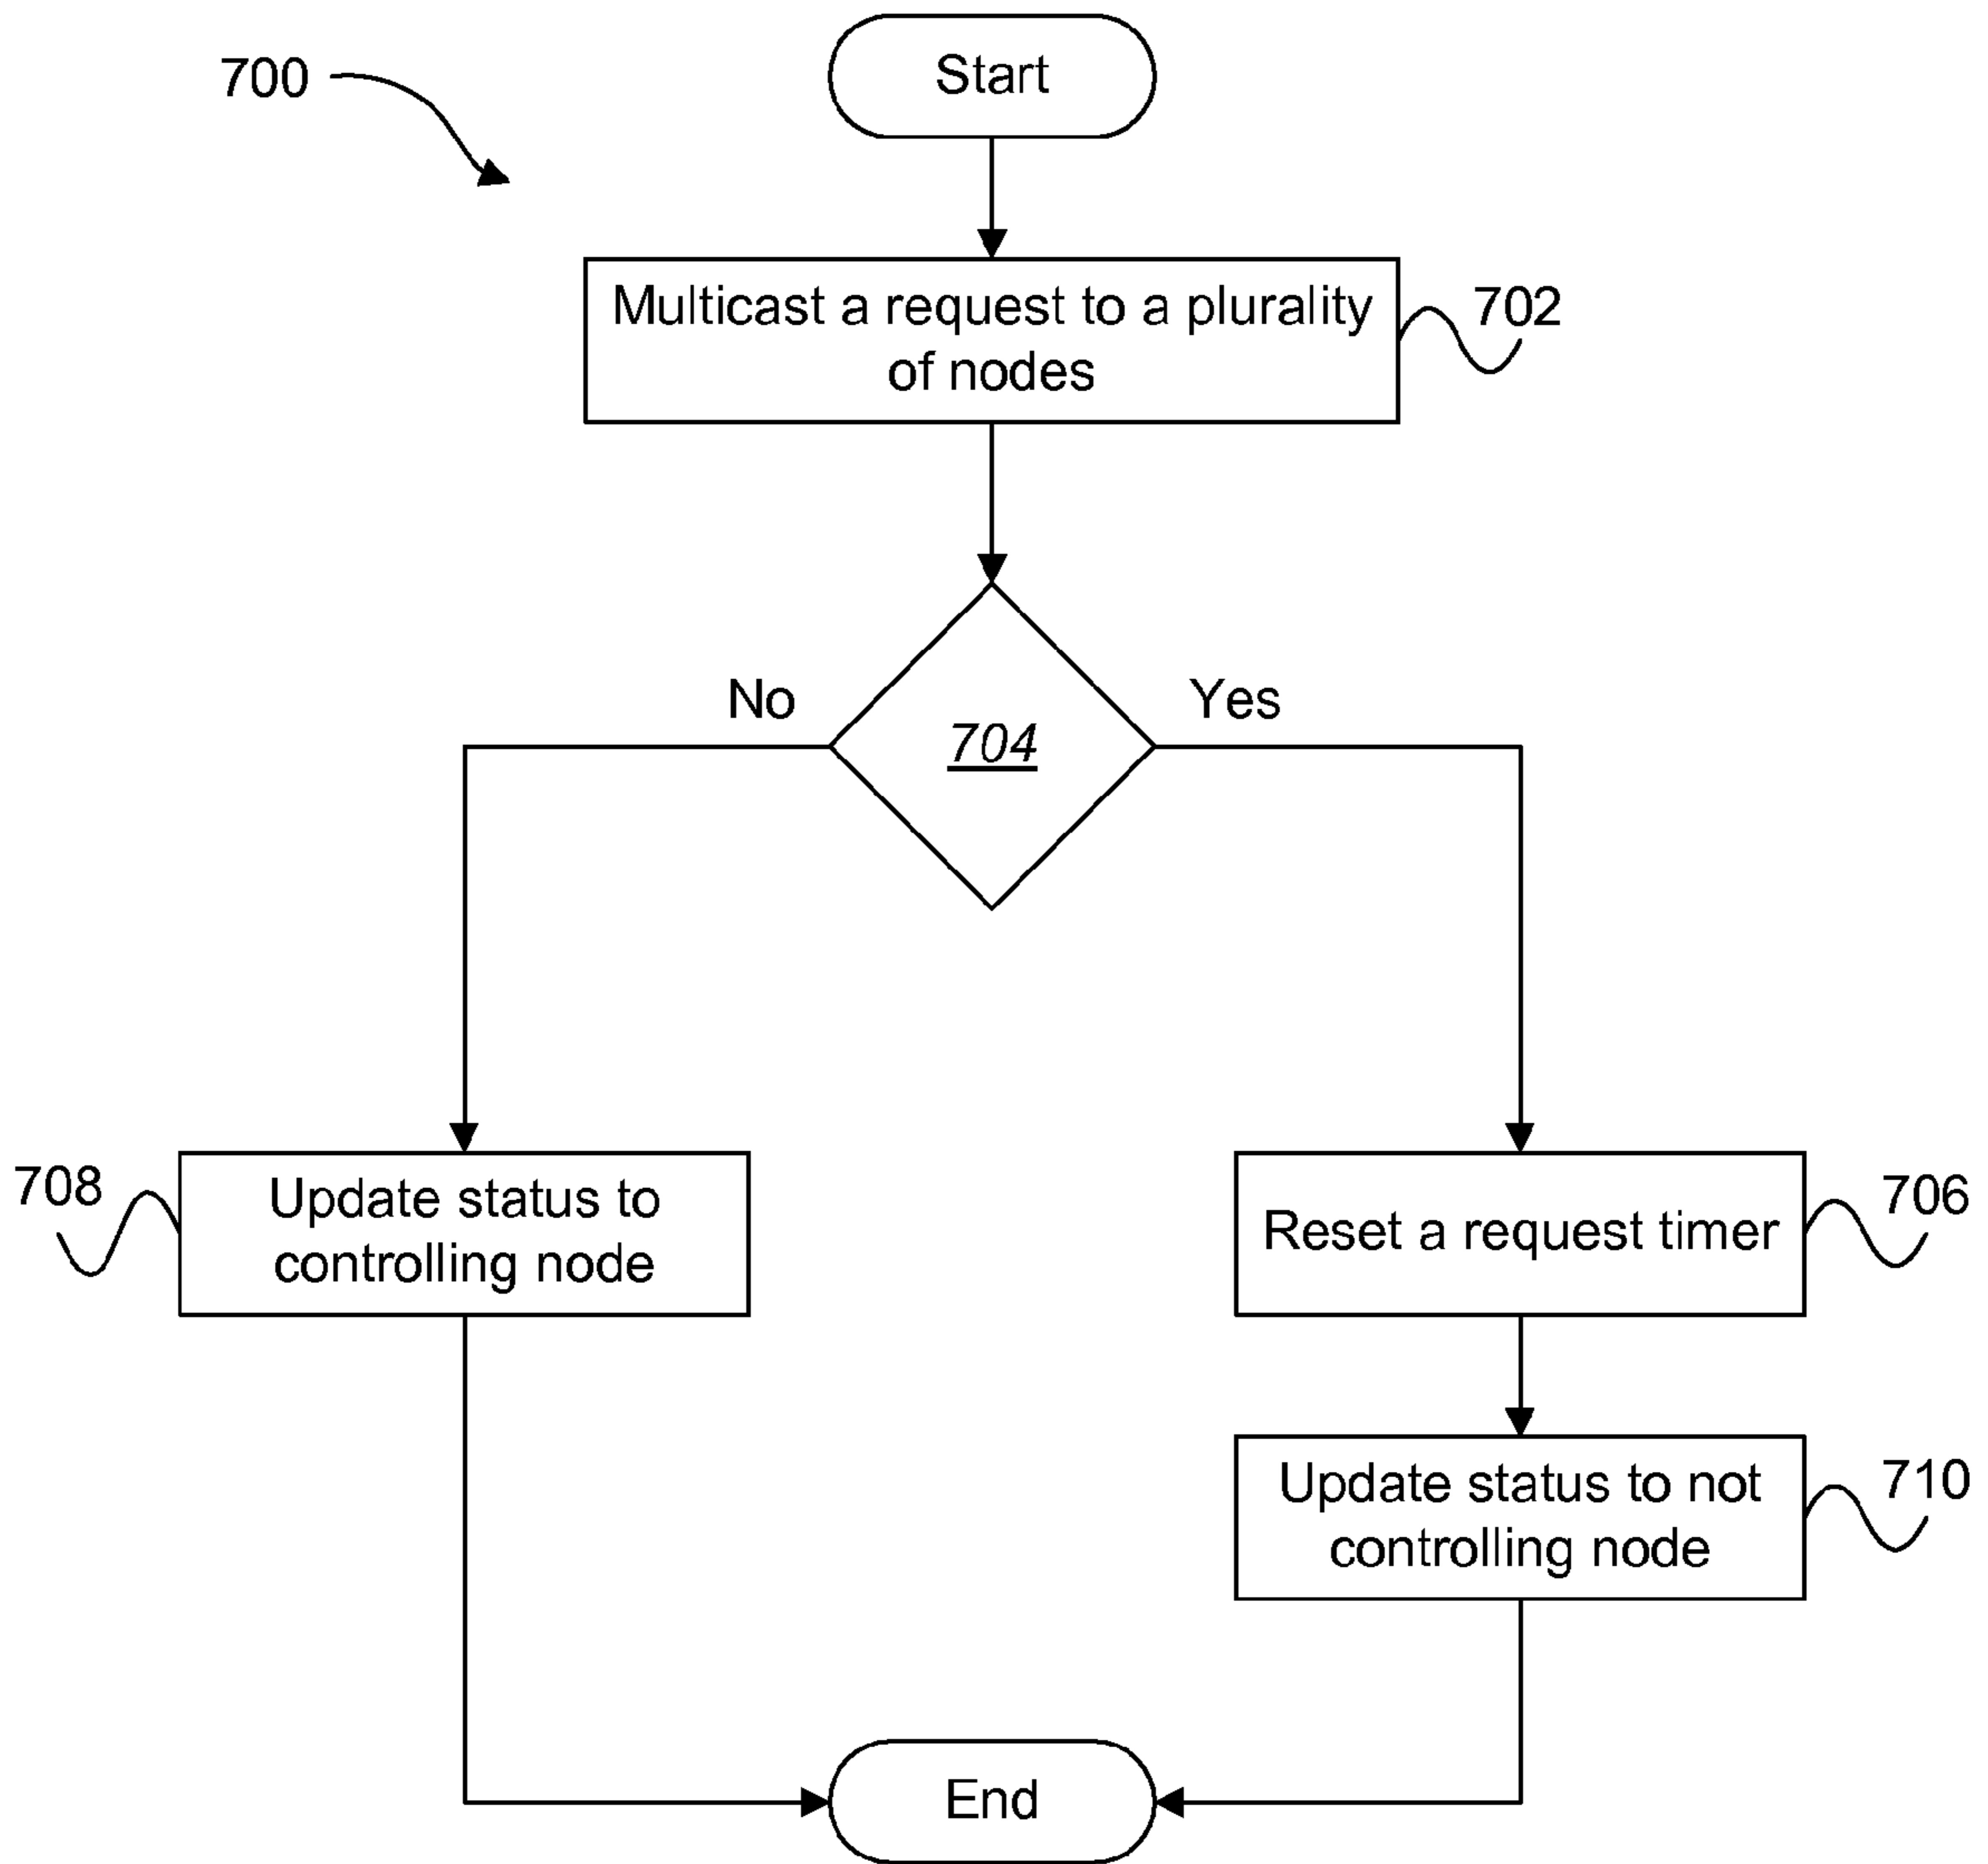 Start
700
Multicast a request to a plurality
of nodes
702
No
Yes
704
708
Update status to
controlling node
Reset a request timer
706
Update status to not
controlling node
710
End